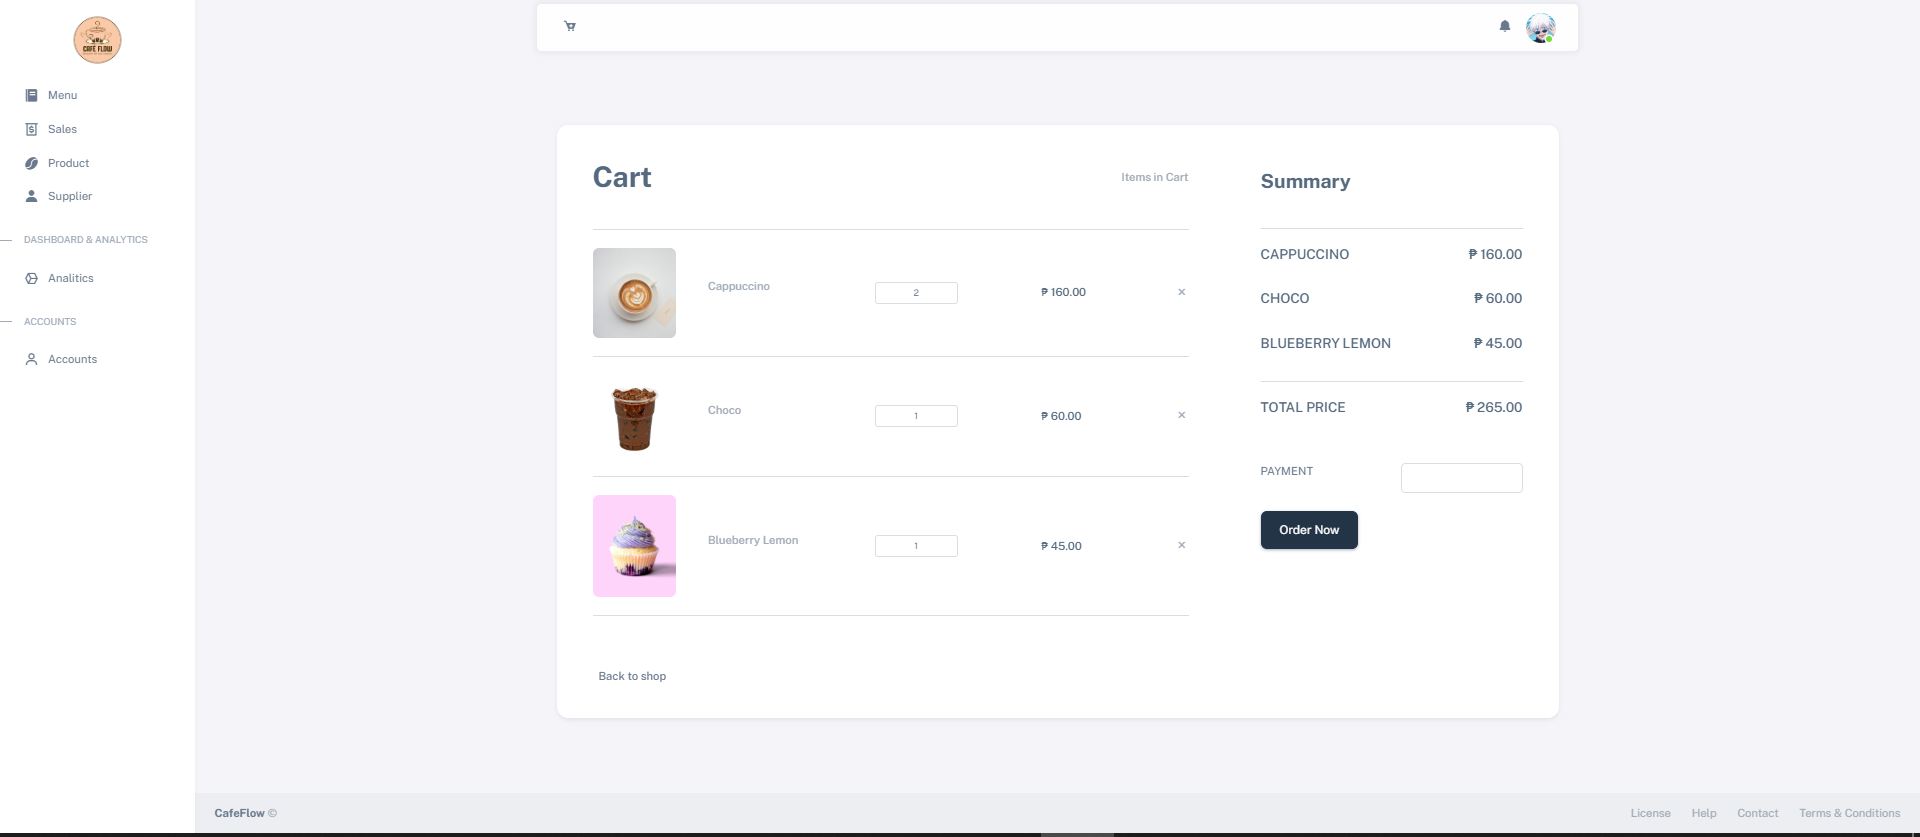 CAFE FLOW
Menu
Sales
Product
Supplier
DASHBOARD & ANALYTICS
Analitics
ACCOUNTS
Accounts
Cart
Items in Cart
Cappuccino
2
₱ 160.00
×
Choco
1
₱ 60.00
×
Blueberry Lemon
1
₱ 45.00
×
Back to shop
Summary
CAPPUCCINO ₱ 160.00
CHOCO ₱ 60.00
BLUEBERRY LEMON ₱ 45.00
TOTAL PRICE ₱ 265.00
PAYMENT
Order Now
CafeFlow ©
License Help Contact Terms & Conditions